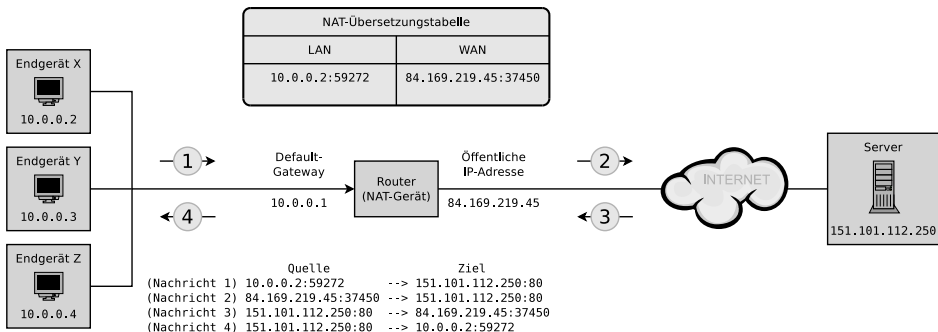 NAT-Übersetzungstabelle
LAN WAN
10.0.0.2:59272 84.169.219.45:37450
Endgerät X
10.0.0.2
Endgerät Y
10.0.0.3
Endgerät Z
10.0.0.4
1
4
Default-
Gateway
10.0.0.1
Router
(NAT-Gerät)
Öffentliche
IP-Adresse
84.169.219.45
2
3
INTERNET
Server
151.101.112.250
Quelle Ziel
(Nachricht 1) 10.0.0.2:59272 --> 151.101.112.250:80
(Nachricht 2) 84.169.219.45:37450 --> 151.101.112.250:80
(Nachricht 3) 151.101.112.250:80 --> 84.169.219.45:37450
(Nachricht 4) 151.101.112.250:80 --> 10.0.0.2:59272